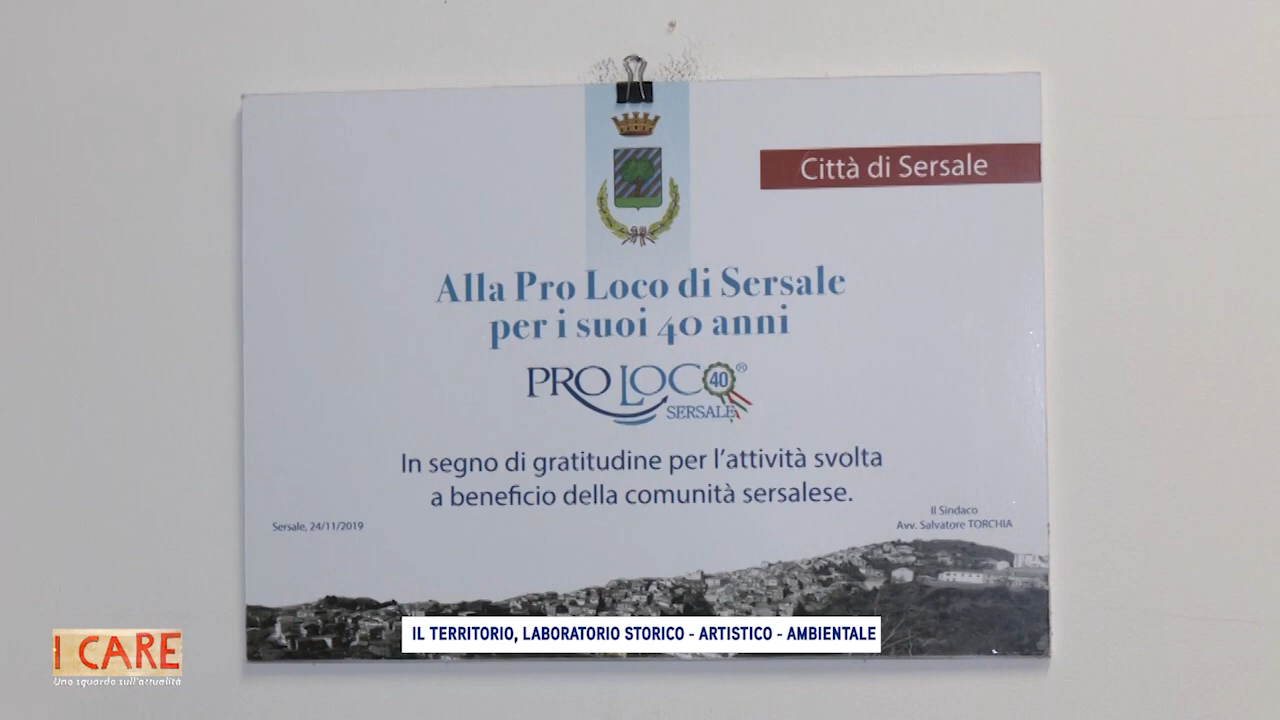 Città di Sersale
Alla Pro Loco di Sersale
per i suoi 40 anni
PRO LOCO 40 ®
SERSALE
In segno di gratitudine per l'attività svolta
a beneficio della comunità sersalese.
Sersale, 24/11/2019
Il Sindaco
Avv. Salvatore TORCHIA
IL TERRITORIO, LABORATORIO STORICO - ARTISTICO - AMBIENTALE
I CARE
Uno sguardo sull'attualità